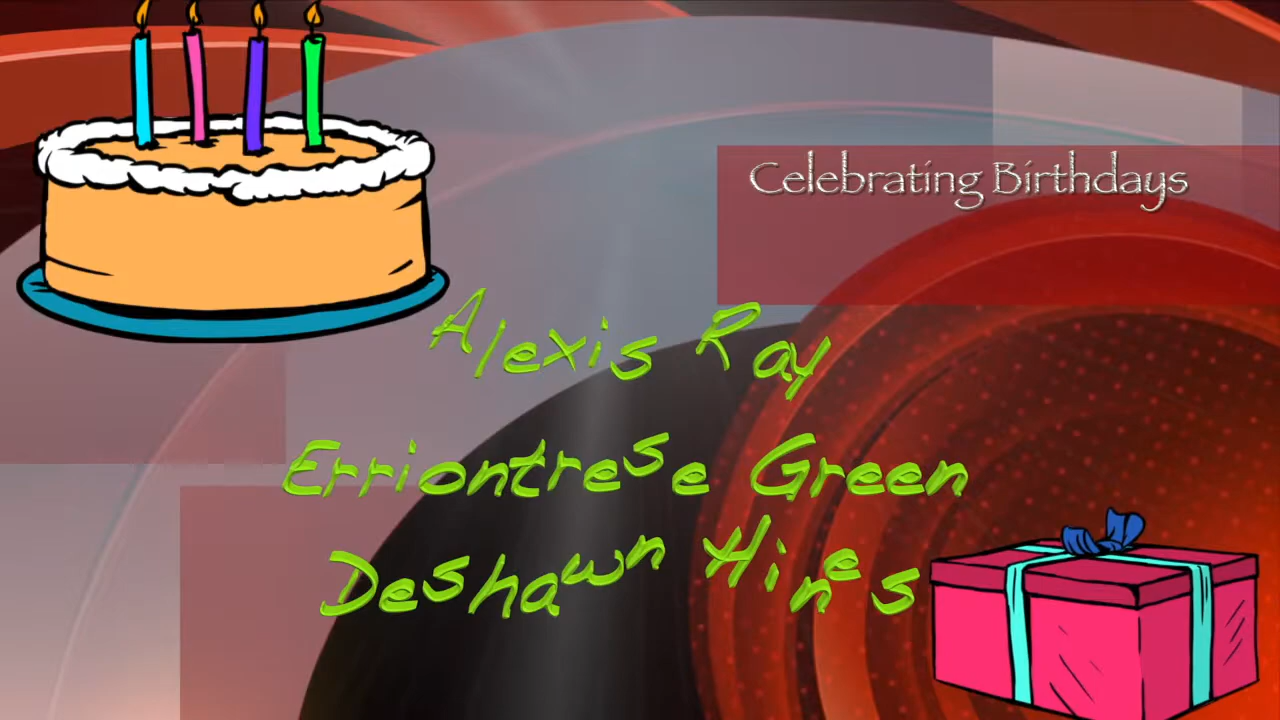 Celebrating Birthdays
Alexis Ray
Erriontrese Green
Deshawn Hines